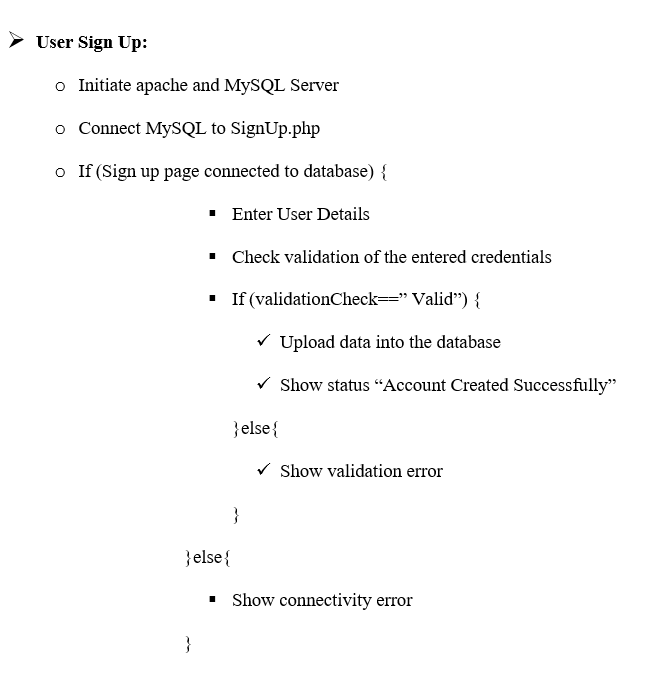 ➢ User Sign Up:
o Initiate apache and MySQL Server
o Connect MySQL to SignUp.php
o If (Sign up page connected to database) {
▪ Enter User Details
▪ Check validation of the entered credentials
▪ If (validationCheck==” Valid”) {
✓ Upload data into the database
✓ Show status “Account Created Successfully”
}else{
✓ Show validation error
}
}else{
▪ Show connectivity error
}